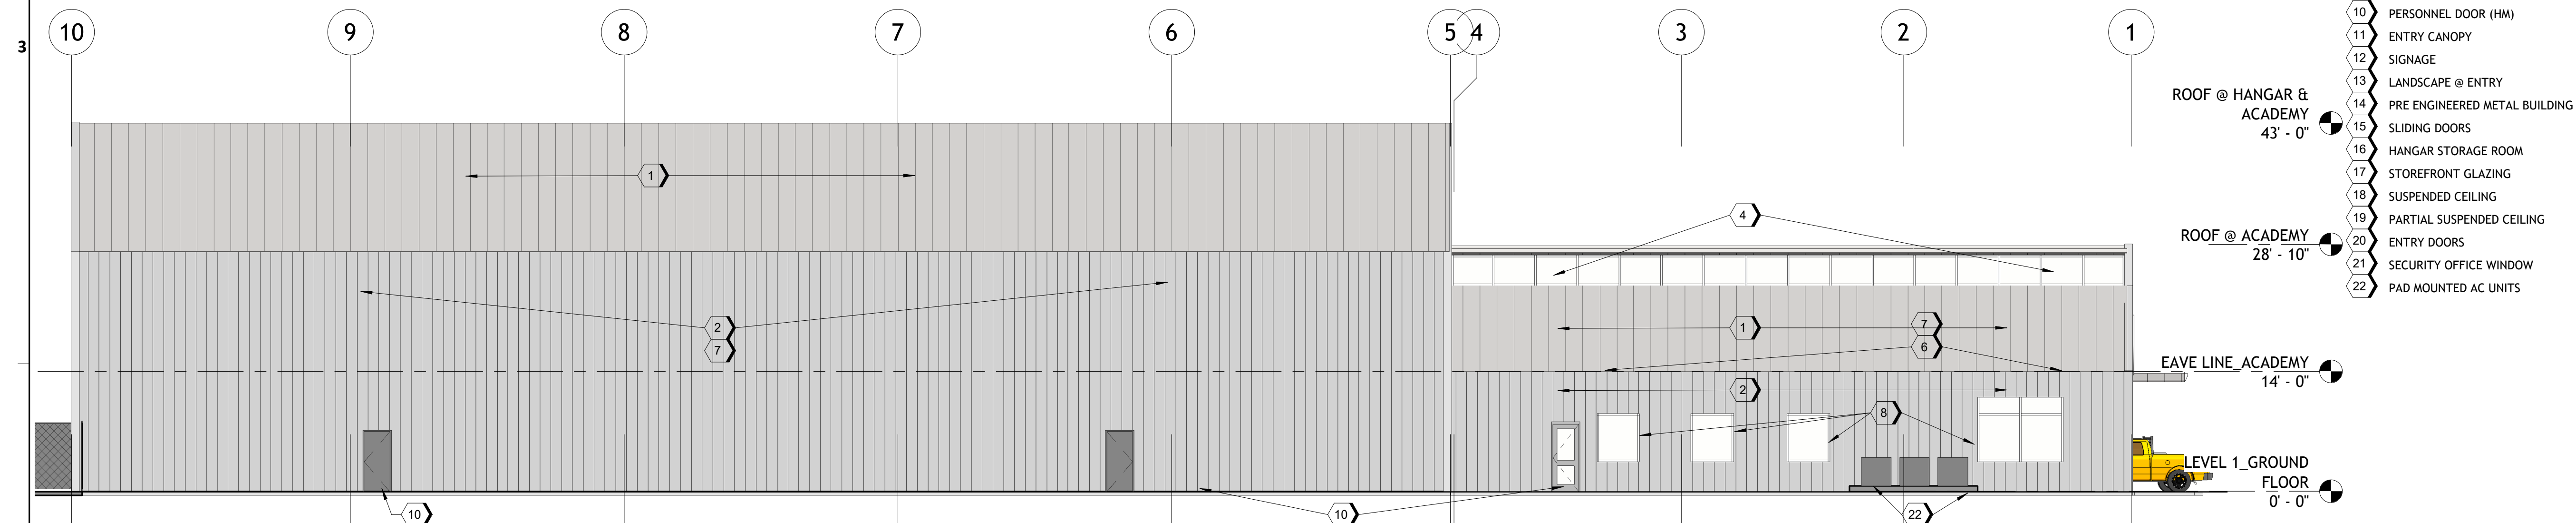 3
10
9
8
7
6
5
4
3
2
1
10 PERSONNEL DOOR (HM)
11 ENTRY CANOPY
12 SIGNAGE
13 LANDSCAPE @ ENTRY
14 PRE ENGINEERED METAL BUILDING
15 SLIDING DOORS
16 HANGAR STORAGE ROOM
17 STOREFRONT GLAZING
18 SUSPENDED CEILING
19 PARTIAL SUSPENDED CEILING
20 ENTRY DOORS
21 SECURITY OFFICE WINDOW
22 PAD MOUNTED AC UNITS
ROOF @ HANGAR &
ACADEMY
43' - 0"
ROOF @ ACADEMY
28' - 10"
EAVE LINE_ACADEMY
14' - 0"
LEVEL 1_GROUND
FLOOR
0' - 0"
1
4
2
7
1
7
6
2
8
10
10
22